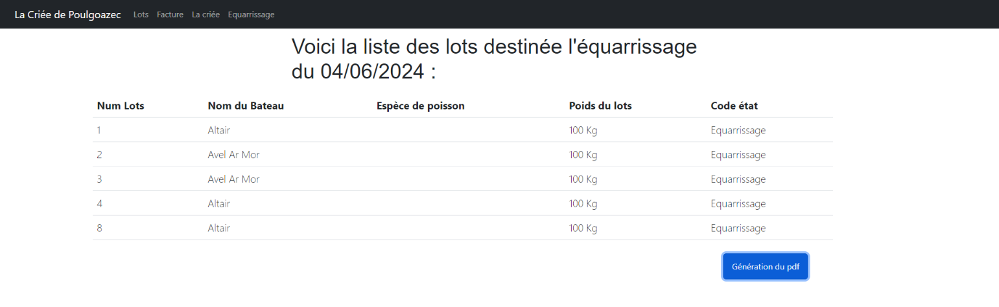 La Criée de Poulgoazec Lots Facture La criée Equarrissage
Voici la liste des lots destinée l'équarrissage
du 04/06/2024 :
Num Lots Nom du Bateau Espèce de poisson Poids du lots Code état
1 Altair 100 Kg Equarrissage
2 Avel Ar Mor 100 Kg Equarrissage
3 Avel Ar Mor 100 Kg Equarrissage
4 Altair 100 Kg Equarrissage
8 Altair 100 Kg Equarrissage
Génération du pdf